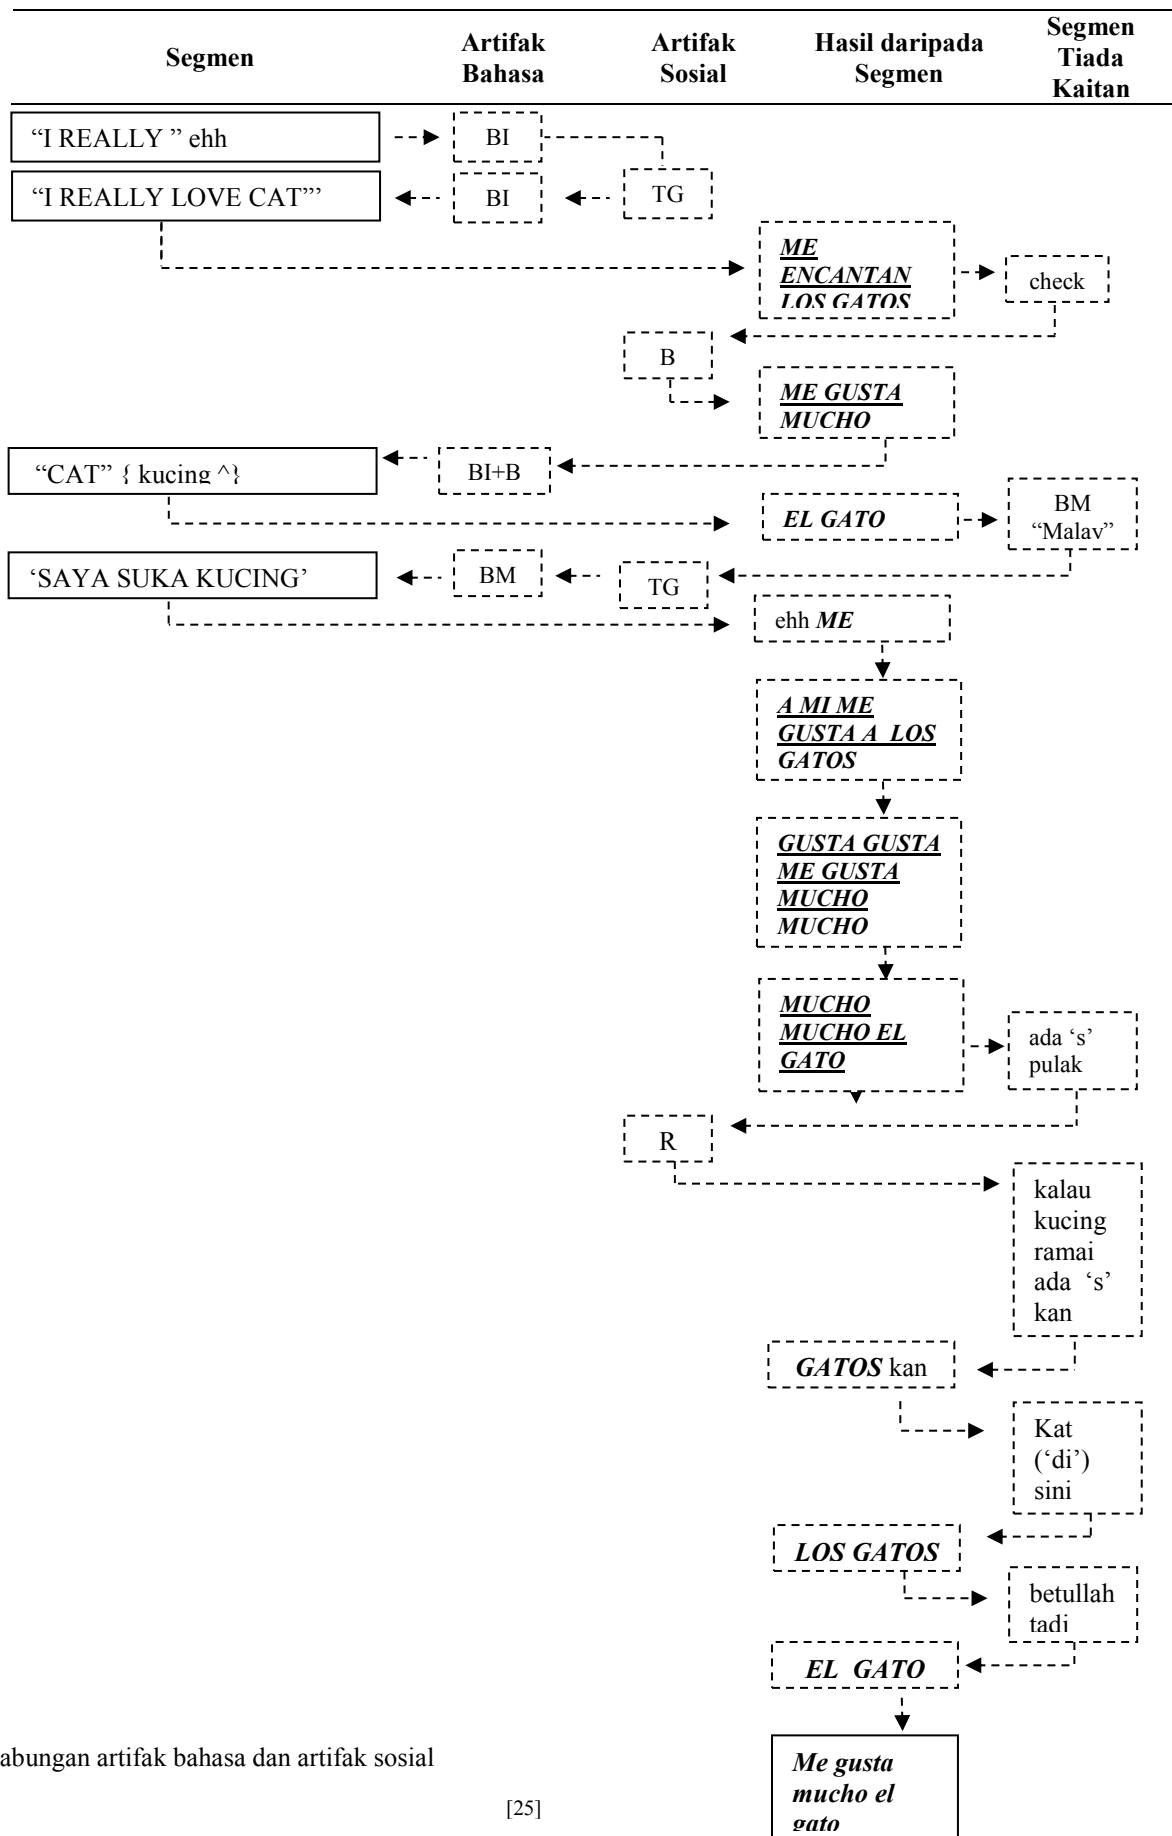 Segmen
Artifak
Bahasa
Artifak
Sosial
Hasil daripada
Segmen
Segmen
Tiada
Kaitan
“I REALLY ” ehh
BI
“I REALLY LOVE CAT”’
BI
TG
ME
ENCANTAN
LOS GATOS
check
B
ME GUSTA
MUCHO
“CAT” { kucing ^}
BI+B
EL GATO
BM
“Malay”
‘SAYA SUKA KUCING’
BM
TG
ehh ME
A MI ME
GUSTA A LOS
GATOS
GUSTA GUSTA
ME GUSTA
MUCHO
MUCHO
MUCHO
MUCHO EL
GATO
ada ‘s’
pulak
R
kalau
kucing
ramai
ada ‘s’
kan
GATOS kan
Kat
(‘di’)
sini
LOS GATOS
betullah
tadi
EL GATO
Me gusta
mucho el
gato
abungan artifak bahasa dan artifak sosial
[25]